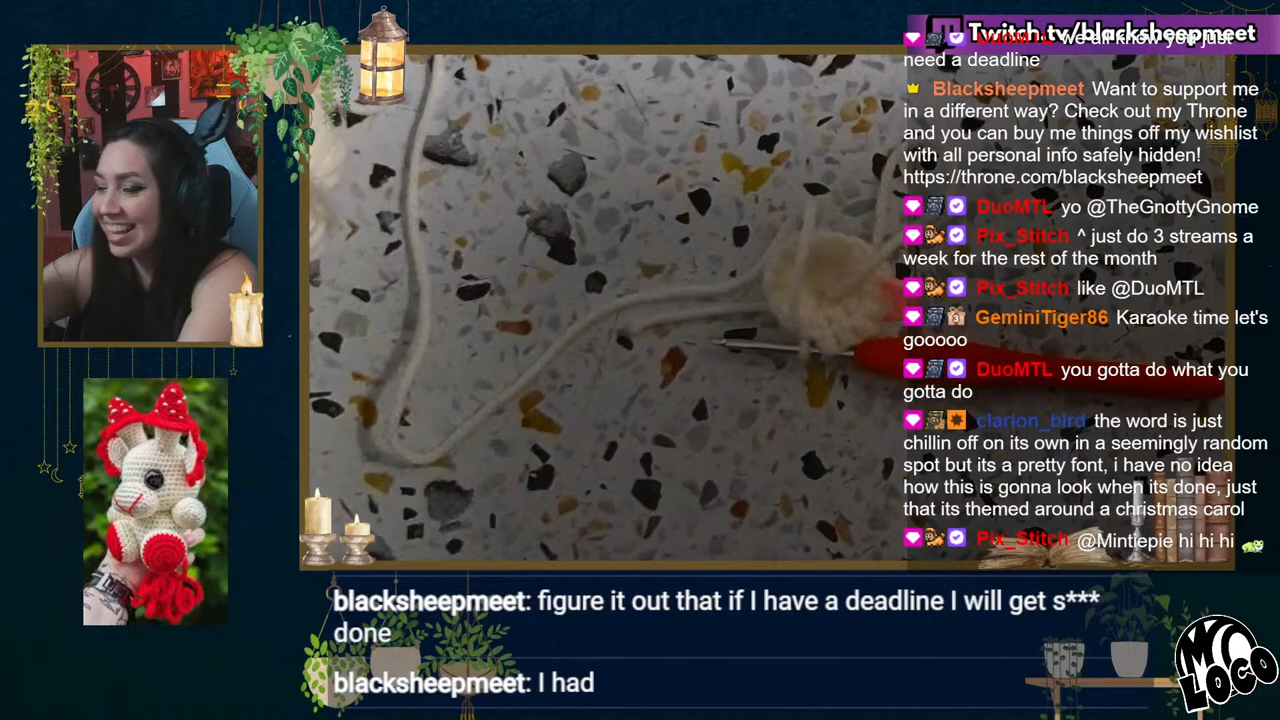 Twitch.tv/blacksheepmeet
DuoMTL we all know you just
need a deadline
Blacksheepmeet Want to support me
in a different way? Check out my Throne
and you can buy me things off my wishlist
with all personal info safely hidden!
https://throne.com/blacksheepmeet
DuoMTL yo @TheGnottyGnome
Pix_Stitch ^ just do 3 streams a
week for the rest of the month
Pix_Stitch like @DuoMTL
GeminiTiger86 Karaoke time let's
gooooo
DuoMTL you gotta do what you
gotta do
clarion_bird the word is just
chillin off on its own in a seemingly random
spot but its a pretty font, i have no idea
how this is gonna look when its done, just
that its themed around a christmas carol
Pix_Stitch @Mintiepie hi hi hi
blacksheepmeet: figure it out that if I have a deadline I will get s***
done
blacksheepmeet: I had
MC
LOCO